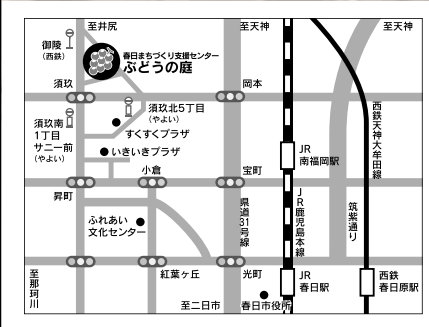 至井尻
至天神
至天神
御陵
(西鉄)
春日まちづくり支援センター
ぶどうの庭
須玖
岡本
須玖北5丁目
(やよい)
須玖南
1丁目
サニー前
(やよい)
すくすくプラザ
いきいきプラザ
西鉄天神大牟田線
JR
南福岡駅
小倉
宝町
昇町
県道31号線
JR鹿児島本線
筑紫通り
ふれあい
文化センター
至那珂川
紅葉ヶ丘
光町
JR
春日駅
西鉄
春日原駅
至二日市
春日市役所